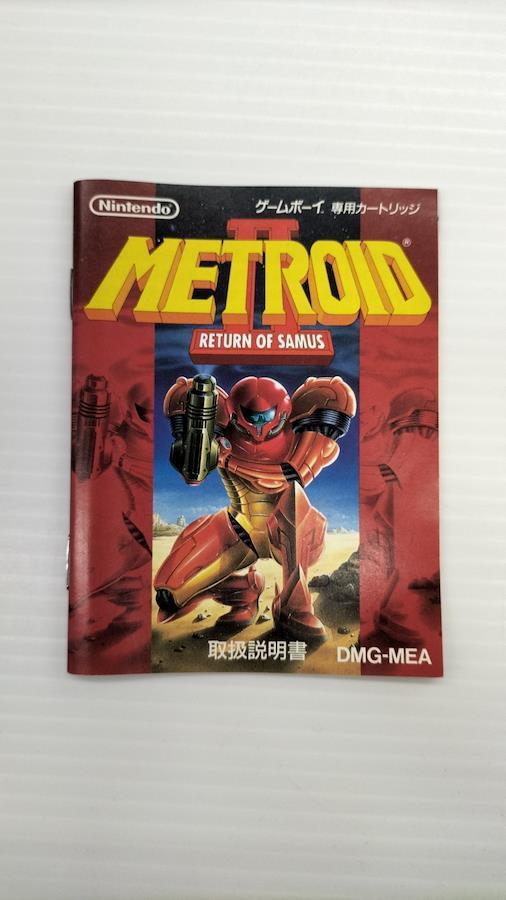 Nintendo
ゲームボーイ 専用カートリッジ
II
METROID®
RETURN OF SAMUS
取扱説明書
DMG-MEA